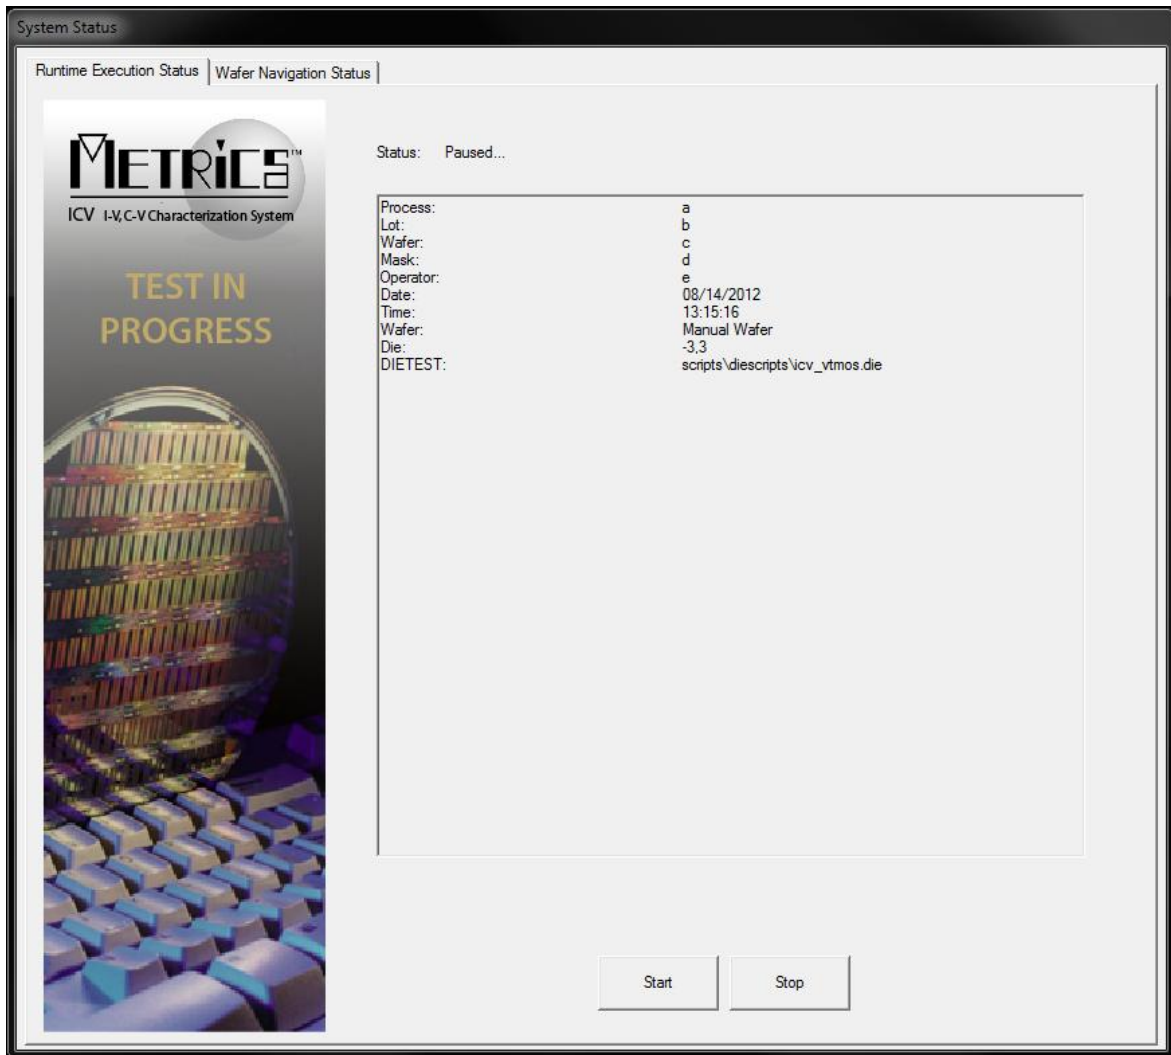 System Status
Runtime Execution Status Wafer Navigation Status
METRICS™
ICV I-V, C-V Characterization System
TEST IN
PROGRESS
Status: Paused...
Process: a
Lot: b
Wafer: c
Mask: d
Operator: e
Date: 08/14/2012
Time: 13:15:16
Wafer: Manual Wafer
Die: -3,3
DIETEST: scripts\diescripts\icv_vtmos.die
Start Stop